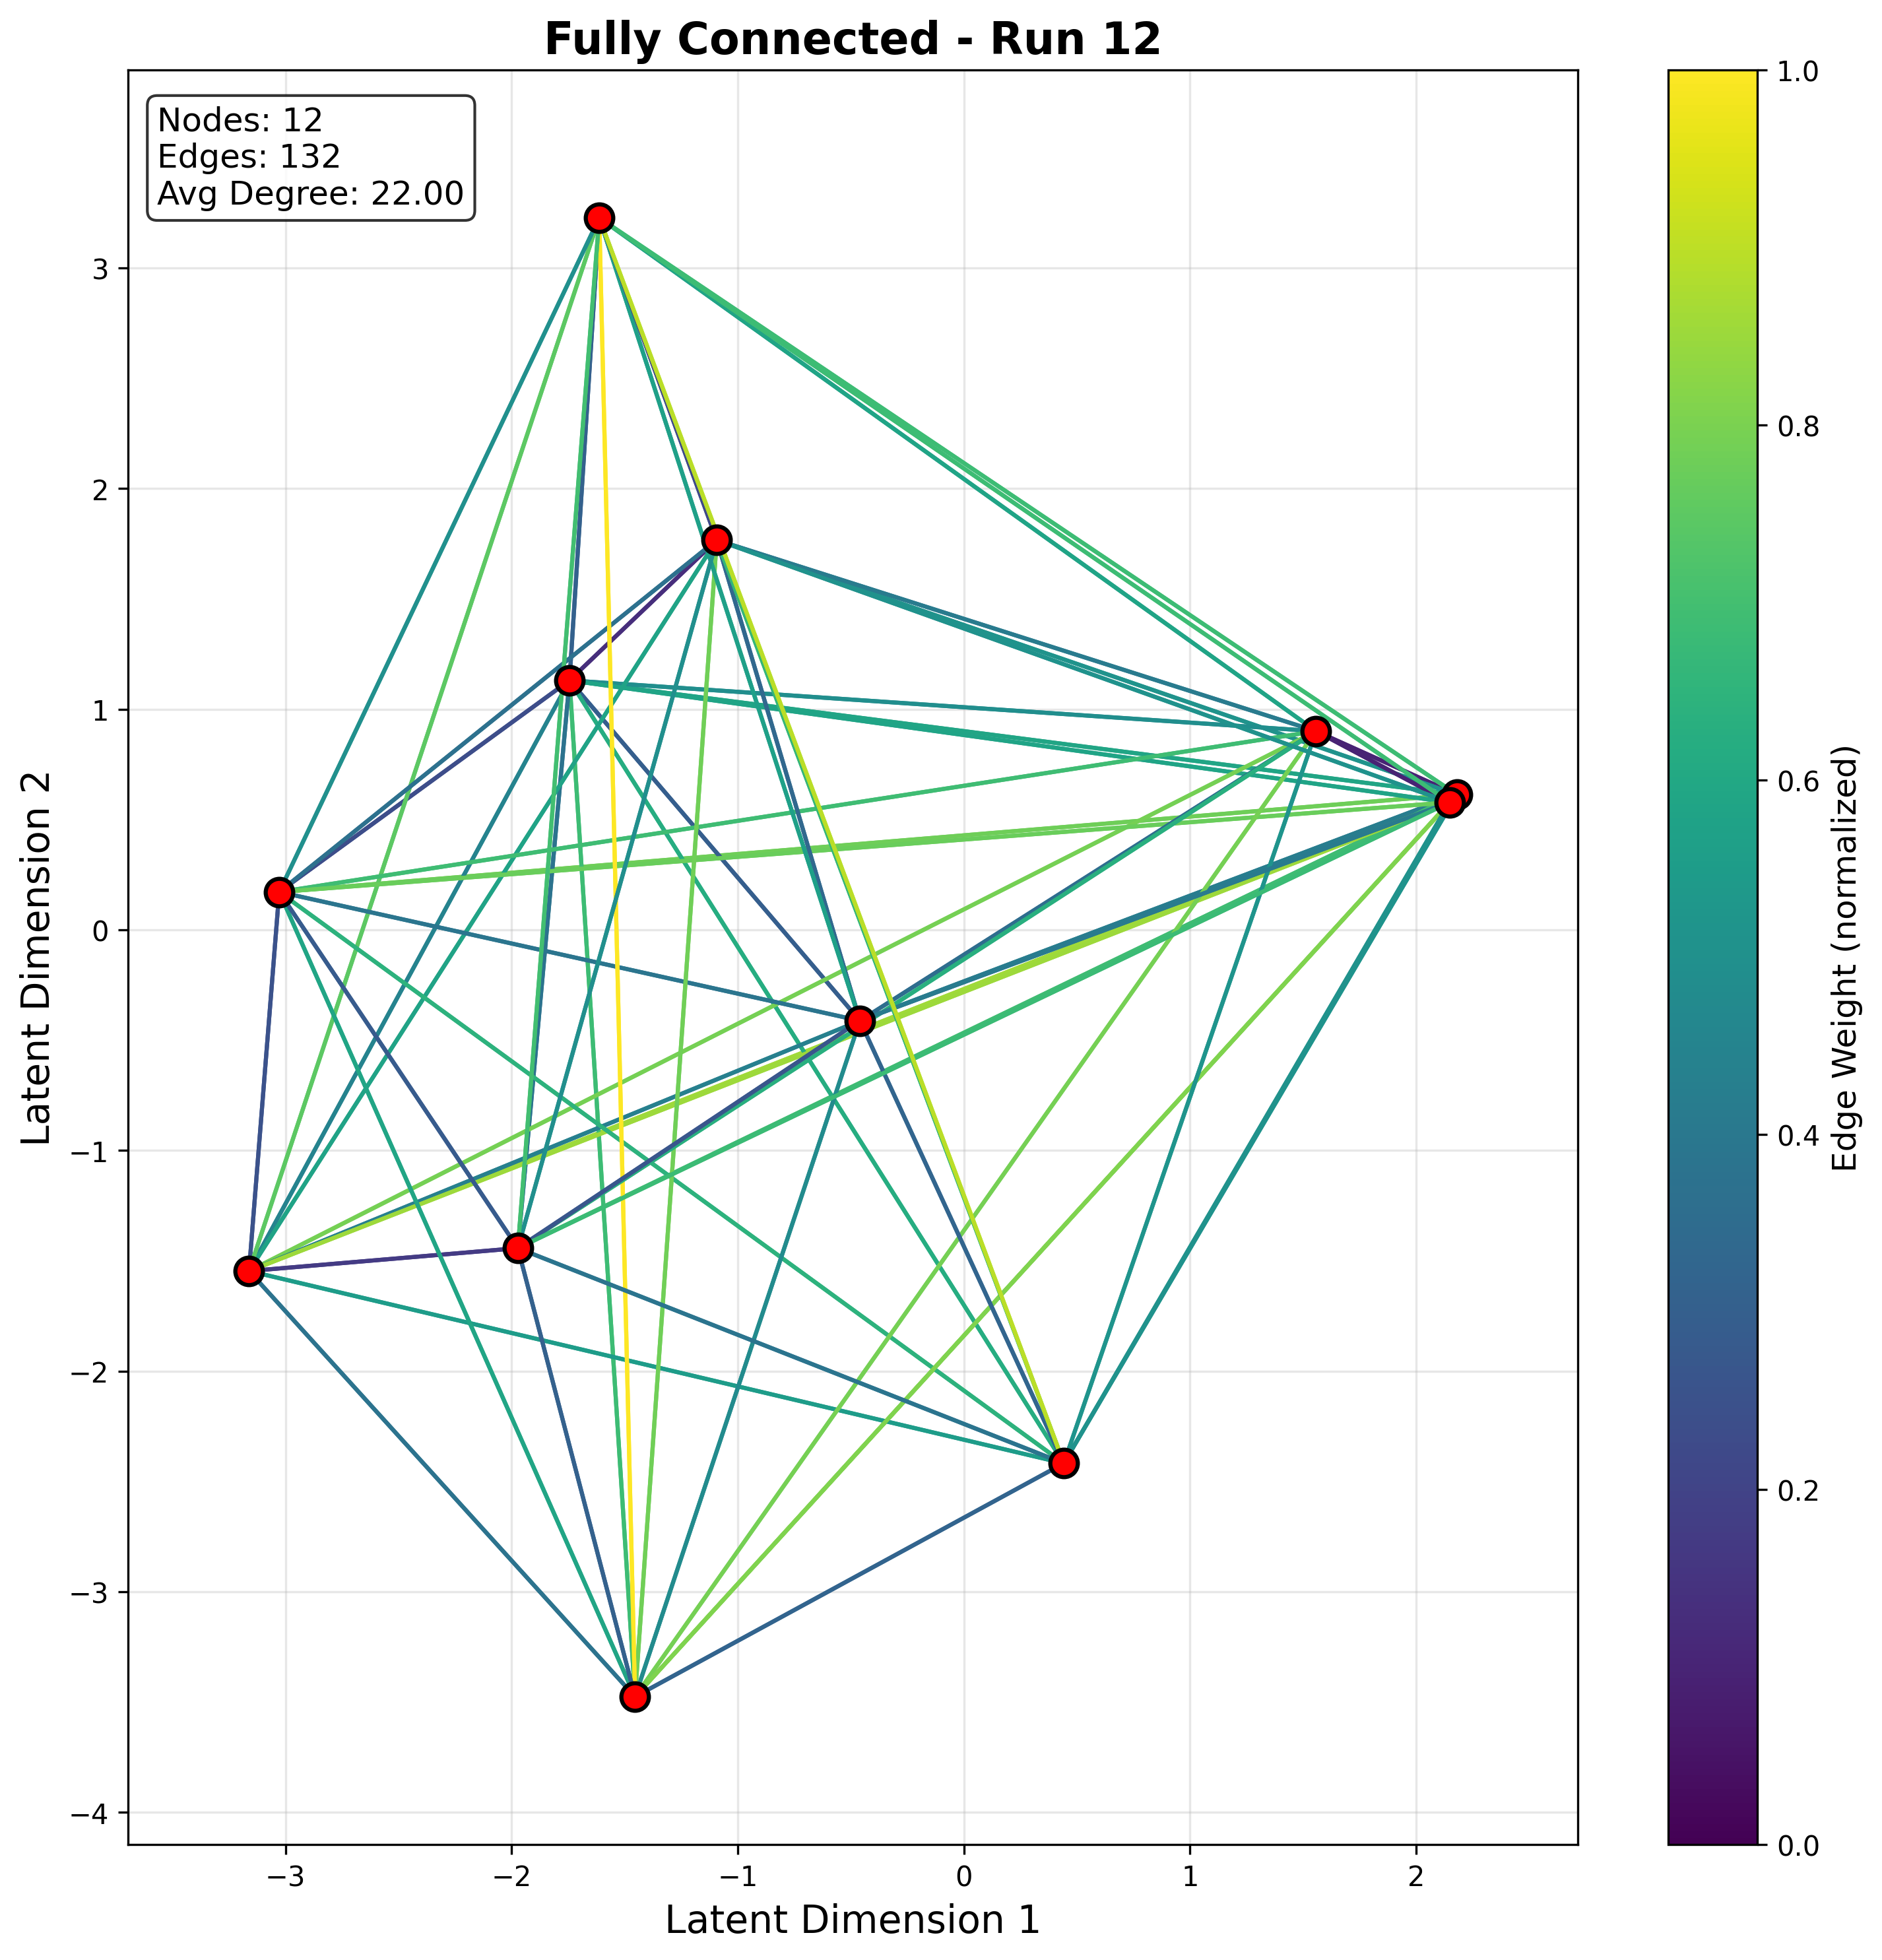 Fully Connected - Run 12
Nodes: 12
Edges: 132
Avg Degree: 22.00
3
2
1
0
−1
−2
−3
−4
−3
−2
−1
0
1
2
Latent Dimension 1
Latent Dimension 2
1.0
0.8
0.6
0.4
0.2
0.0
Edge Weight (normalized)